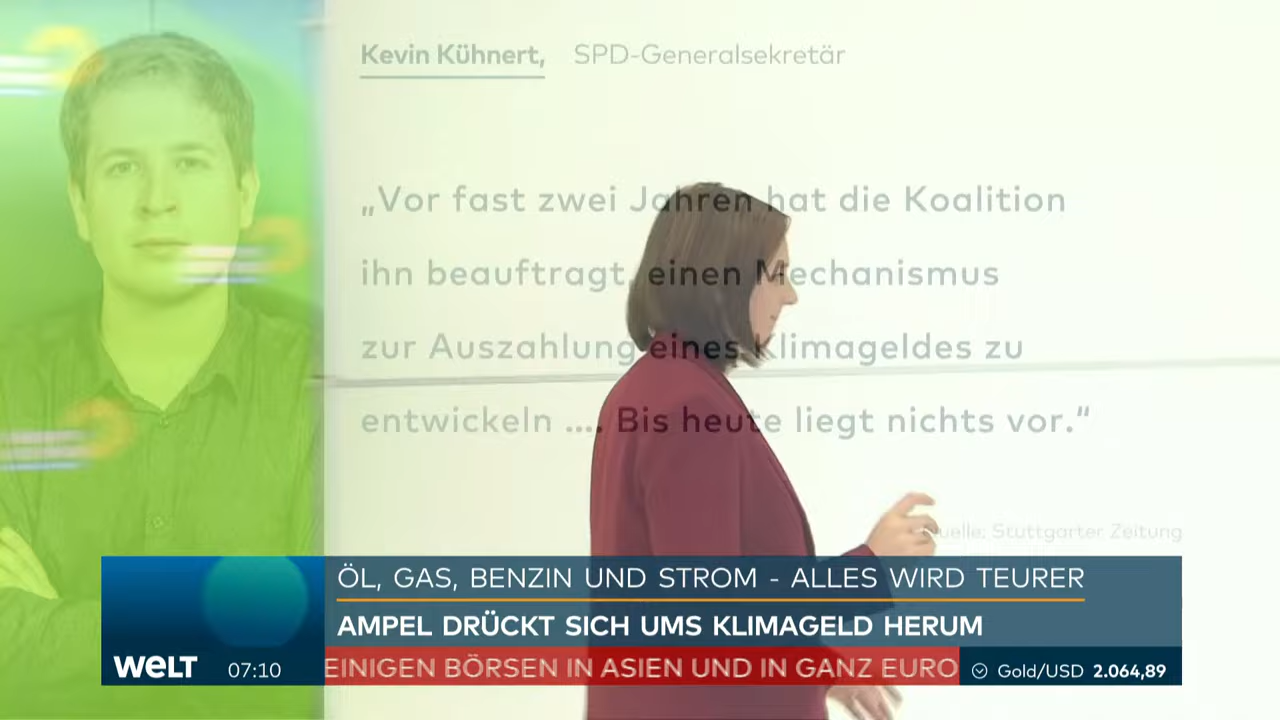 Kevin Kühnert, SPD-Generalsekretär
„Vor fast zwei Jahren hat die Koalition
ihn beauftragt, einen Mechanismus
zur Auszahlung eines Klimageldes zu
entwickeln .... Bis heute liegt nichts vor.“
Quelle: Stuttgarter Zeitung
ÖL, GAS, BENZIN UND STROM - ALLES WIRD TEURER
AMPEL DRÜCKT SICH UMS KLIMAGELD HERUM
welt 07:10 EINIGEN BÖRSEN IN ASIEN UND IN GANZ EURO Gold/USD 2.064,89